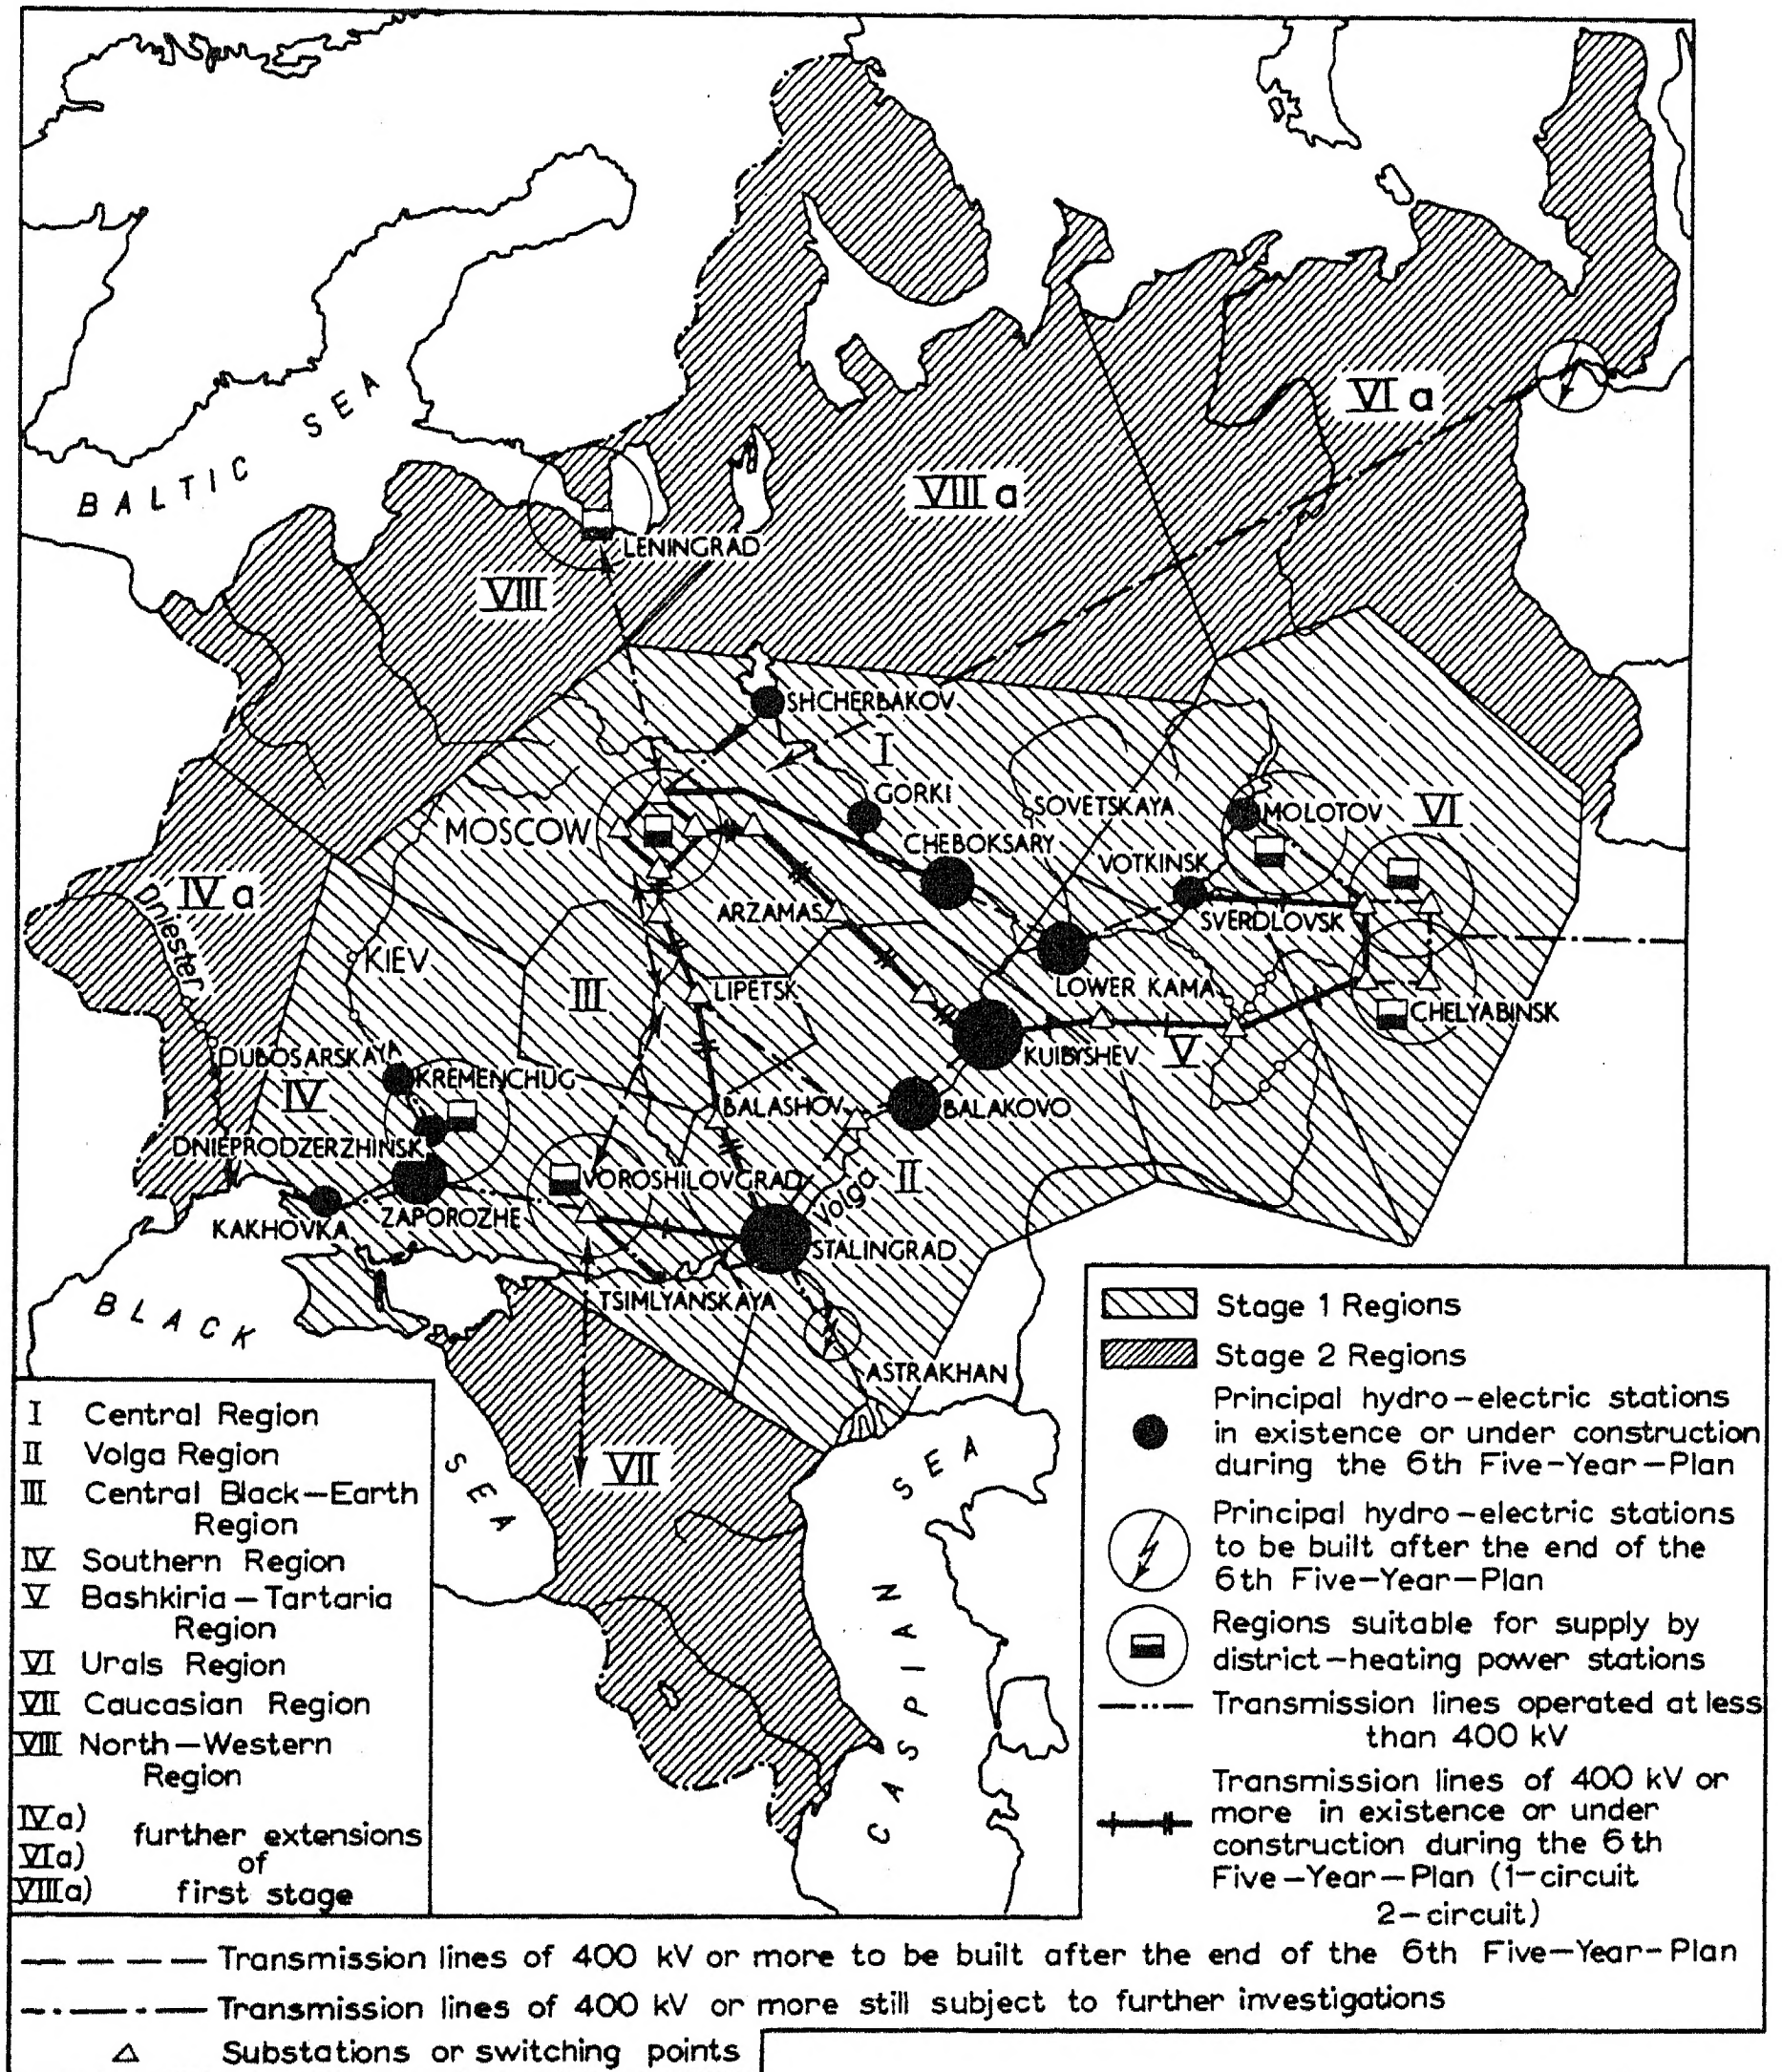 BALTIC SEA
VIa
VIIIa
LENINGRAD
VIII
SHCHERBAKOV
I
GORKI
SOVETSKAYA
MOLOTOV
VI
MOSCOW
CHEBOKSARY
VOTKINSK
IVa
Dniester
ARZAMAS
SVERDLOVSK
KIEV
III
LIPETSK
LOWER KAMA
CHELYABINSK
DUBOSARSKAYA
KUIBYSHEV
V
KREMENCHUG
IV
BALASHOV
BALAKOVO
DNIEPRODZERZHINSK
VOROSHILOVGRAD
II
Volga
KAKHOVKA
ZAPOROZHE
STALINGRAD
TSIMLYANSKAYA
BLACK SEA
ASTRAKHAN
VII
CASPIAN SEA
I Central Region
II Volga Region
III Central Black-Earth
Region
IV Southern Region
V Bashkiria-Tartaria
Region
VI Urals Region
VII Caucasian Region
VIII North-Western
Region
IVa)
VIa)
VIIIa)
further extensions
of
first stage
Stage 1 Regions
Stage 2 Regions
Principal hydro-electric stations
in existence or under construction
during the 6th Five-Year-Plan
Principal hydro-electric stations
to be built after the end of the
6th Five-Year-Plan
Regions suitable for supply by
district-heating power stations
Transmission lines operated at less
than 400 kV
Transmission lines of 400 kV or
more in existence or under
construction during the 6th
Five-Year-Plan (1-circuit
2-circuit)
Transmission lines of 400 kV or more to be built after the end of the 6th Five-Year-Plan
Transmission lines of 400 kV or more still subject to further investigations
Substations or switching points